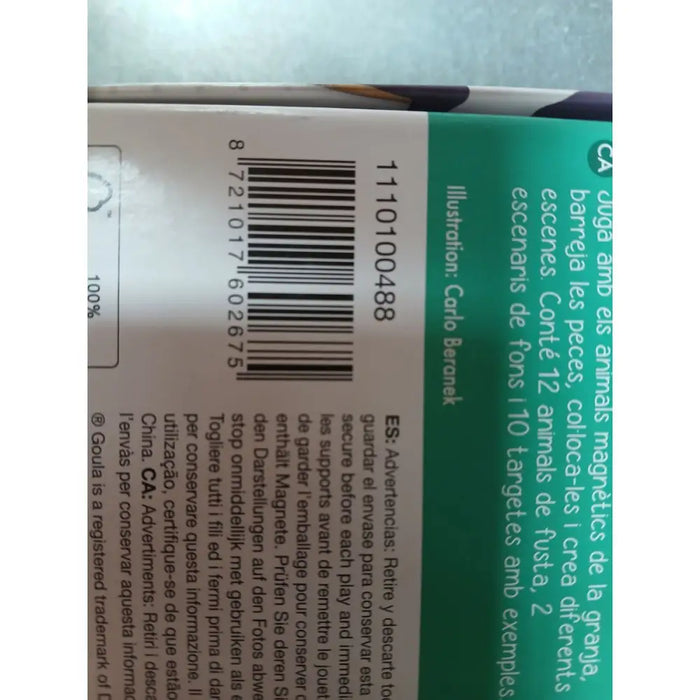 CA Juga amb els animals magnètics de la granja,
barreja les peces, col·loca-les i crea diferents
escenes. Conté 12 animals de fusta, 2
escenaris de fons i 10 targetes amb exemples
Illustration: Carlo Beranek
1110100488
8 721017 602675
100%
ES: Advertencias: Retire y descarte to
guardar el envase para conservar esta
secure before each play and immedi
les supports avant de remettre le jouet
de garder l'emballage pour conserver
enthält Magnete. Prüfen Sie deren Si
den Darstellungen auf den Fotos abwe
stop onmiddellijk met gebruiken als
Togliere tutti i fili ed i fermi prima di dar
per conservare questa informazione. Il
utilização, certifique-se de que estão
China. CA: Advertiments: Retiri i desca
l'envàs per conservar aquesta informac
® Goula is a registered trademark of D